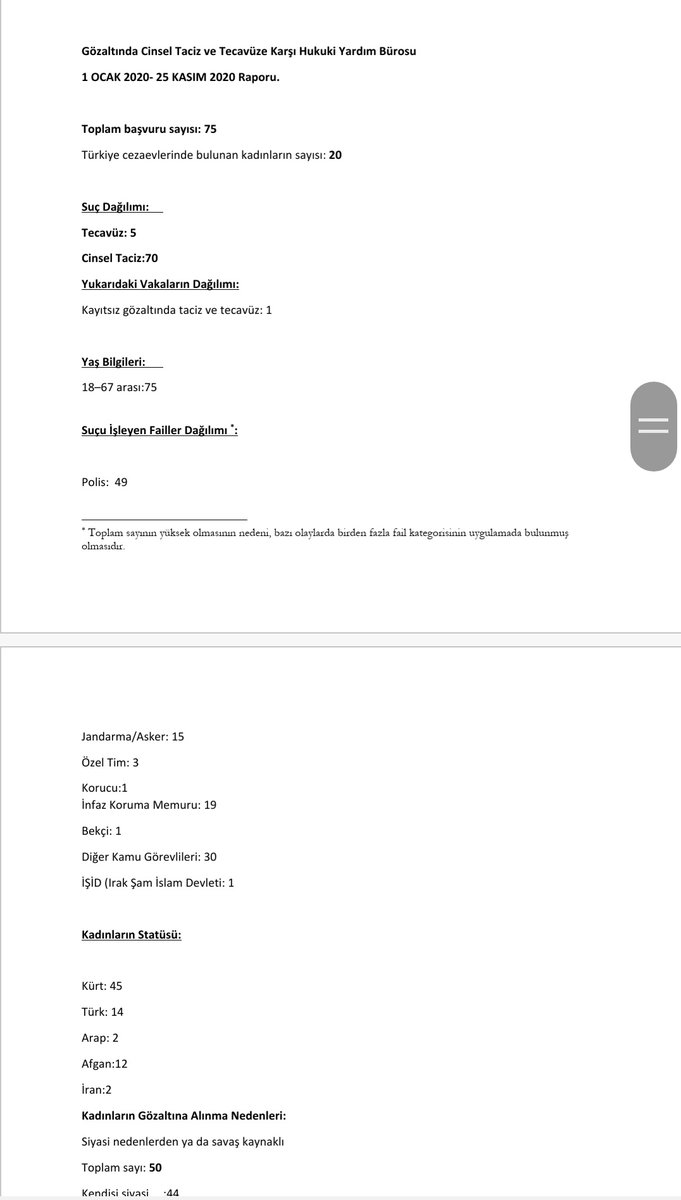 Gözaltında Cinsel Taciz ve Tecavüze Karşı Hukuki Yardım Bürosu
1 OCAK 2020- 25 KASIM 2020 Raporu.
Toplam başvuru sayısı: 75
Türkiye cezaevlerinde bulunan kadınların sayısı: 20
Suç Dağılımı:
Tecavüz: 5
Cinsel Taciz:70
Yukarıdaki Vakaların Dağılımı:
Kayıtsız gözaltında taciz ve tecavüz: 1
Yaş Bilgileri:
18–67 arası:75
Suçu İşleyen Failler Dağılımı *:
Polis: 49
* Toplam sayının yüksek olmasının nedeni, bazı olaylarda birden fazla fail kategorisinin uygulamada bulunmuş
olmasıdır.
Jandarma/Asker: 15
Özel Tim: 3
Korucu:1
İnfaz Koruma Memuru: 19
Bekçi: 1
Diğer Kamu Görevlileri: 30
İŞİD (Irak Şam İslam Devleti: 1
Kadınların Statüsü:
Kürt: 45
Türk: 14
Arap: 2
Afgan:12
İran:2
Kadınların Gözaltına Alınma Nedenleri:
Siyasi nedenlerden ya da savaş kaynaklı
Toplam sayı: 50
Kendisi siyasi :44